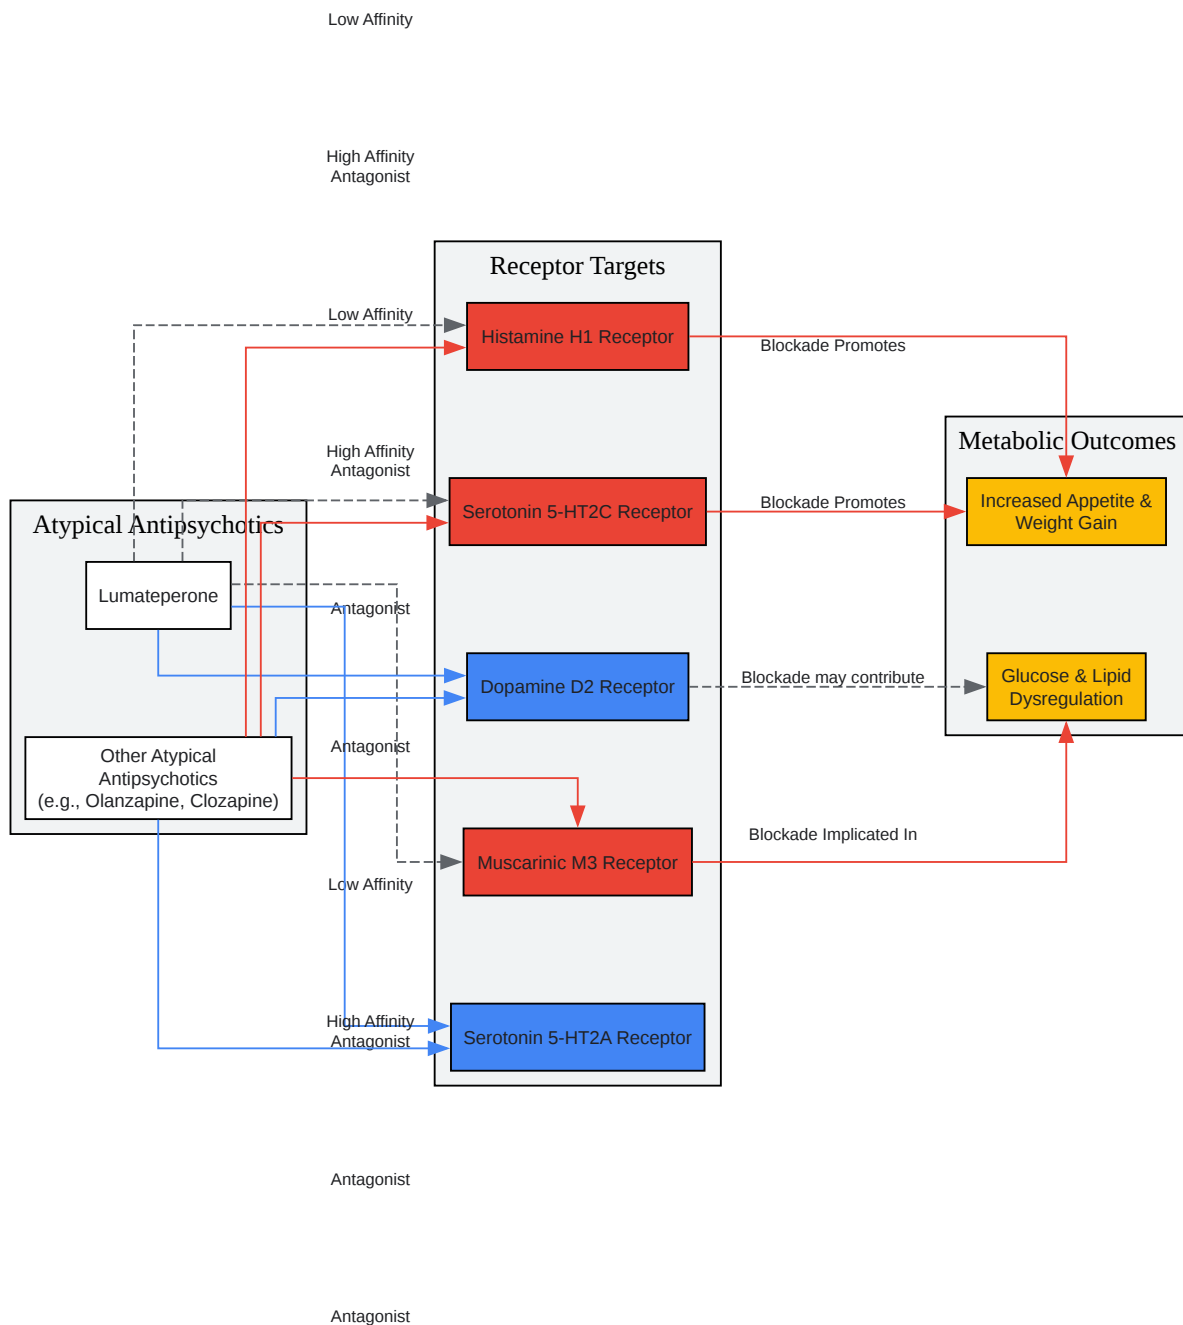 Low Affinity
High Affinity
Antagonist
Receptor Targets
Low Affinity
Histamine H1 Receptor
Blockade Promotes
Metabolic Outcomes
High Affinity
Antagonist
Serotonin 5-HT2C Receptor
Blockade Promotes
Increased Appetite &
Weight Gain
Atypical Antipsychotics
Lumateperone
Antagonist
Dopamine D2 Receptor
Blockade may contribute
Glucose & Lipid
Dysregulation
Other Atypical
Antipsychotics
(e.g., Olanzapine, Clozapine)
Antagonist
Muscarinic M3 Receptor
Blockade Implicated In
Low Affinity
High Affinity
Antagonist
Serotonin 5-HT2A Receptor
Antagonist
Antagonist